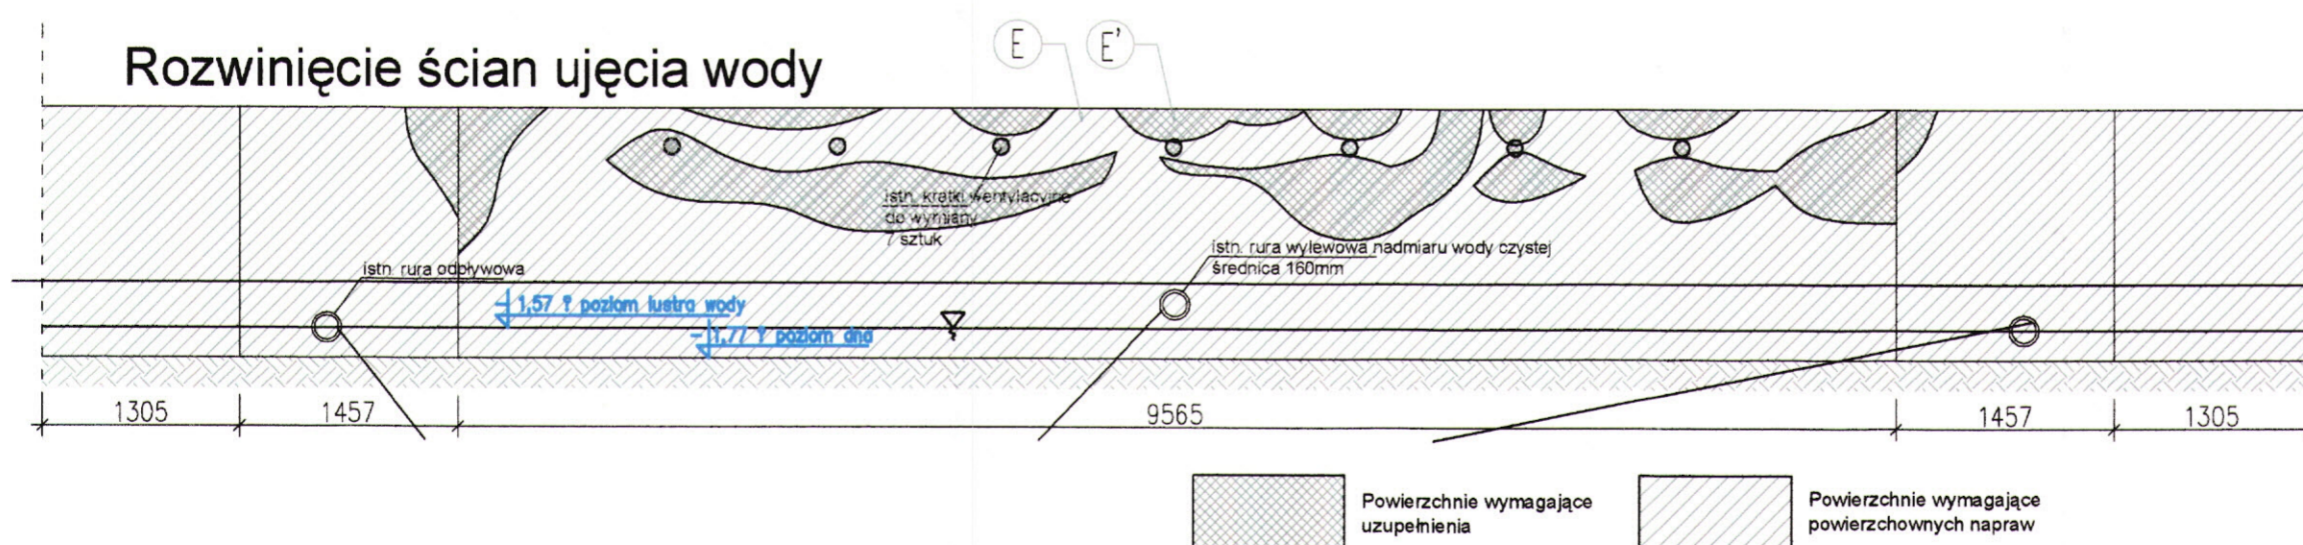 Rozwinięcie ścian ujęcia wody
E
E'
istn. kratki wentylacyjne
do wymiany
7 sztuk
istn. rura wylewowa nadmiaru wody czystej
średnica 160mm
istn. rura odpływowa
1,57 ? poziom lustra wody
-1,77 ? poziom dna
1305
1457
9565
1457
1305
Powierzchnie wymagające
uzupełnienia
Powierzchnie wymagające
powierzchownych napraw